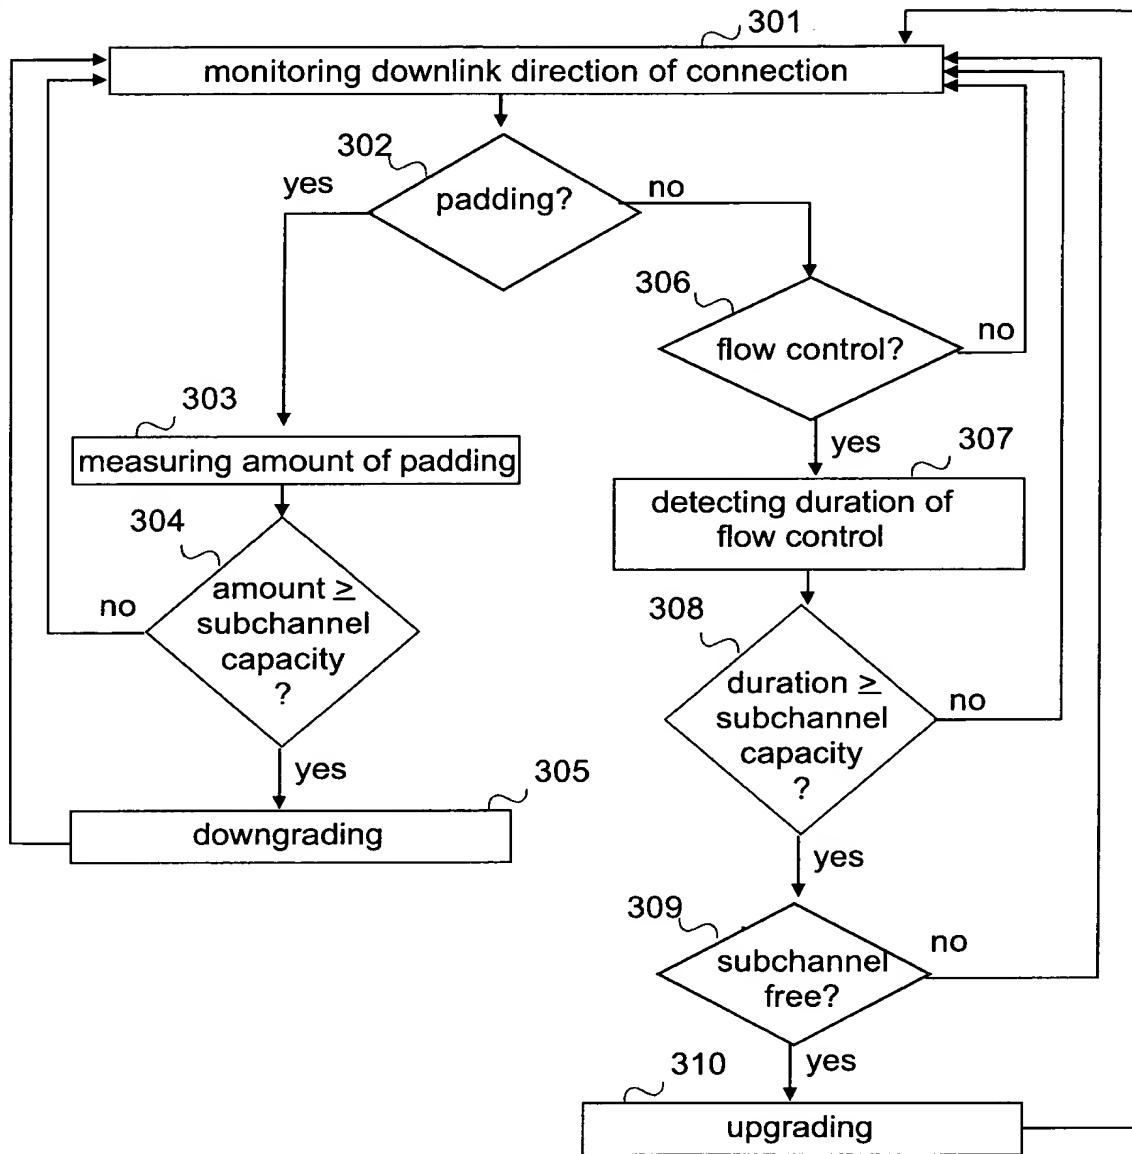 301
monitoring downlink direction of connection
302
padding?
yes
no
306
flow control?
no
yes
303
measuring amount of padding
304
amount ≥
subchannel
capacity
?
no
yes
305
downgrading
307
detecting duration of
flow control
308
duration ≥
subchannel
capacity
?
no
yes
309
subchannel
free?
no
yes
310
upgrading